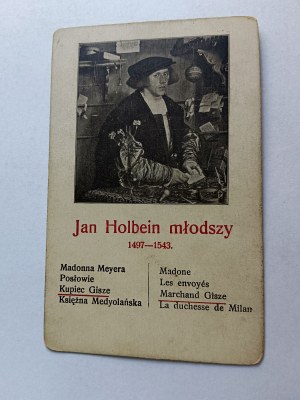 Jan Holbein młodszy
1497—1543.
Madonna Meyera
Posłowie
Kupiec Gisze
Księżna Medyolańska
Madone
Les envoyés
Marchand Gisze
La duchesse de Milan